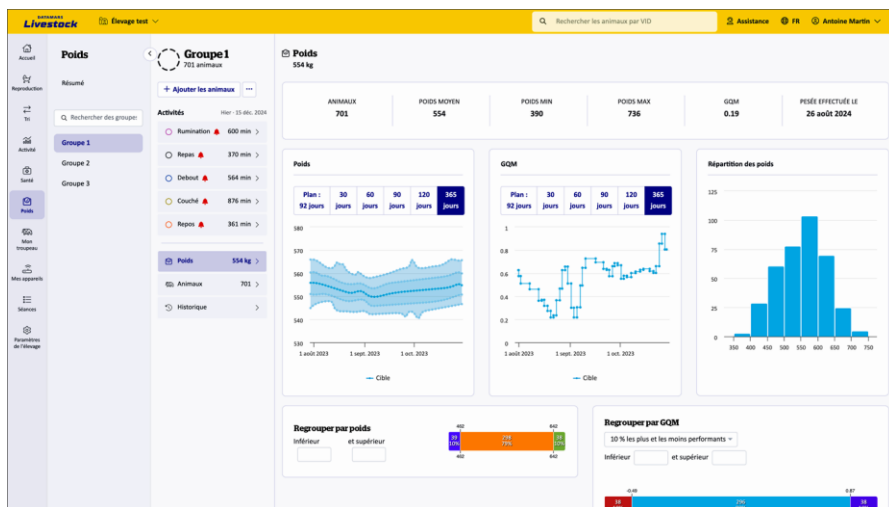 DATAMARS
Livestock
Élevage test
Rechercher les animaux par VID
Assistance
FR
Antoine Martin
Accueil
Reproduction
Tri
Activité
Santé
Poids
Mon
troupeau
Mes appareils
Séances
Paramètres
de l'élevage
Poids
Résumé
Rechercher des groupes
Groupe 1
Groupe 2
Groupe 3
Groupe 1
701 animaux
+ Ajouter les animaux
Activités Hier - 15 déc. 2024
Rumination 600 min
Repas 370 min
Debout 564 min
Couché 876 min
Repos 361 min
Poids 554 kg
Animaux 701
Historique
Poids
554 kg
ANIMAUX POIDS MOYEN POIDS MIN POIDS MAX GQM PESÉE EFFECTUÉE LE
701 554 390 736 0.19 26 août 2024
Poids
Plan : 30 60 90 120 365
92 jours jours jours jours jours jours
580
570
560
550
540
530
1 août 2023 1 sept. 2023 1 oct. 2023
Cible
GQM
Plan : 30 60 90 120 365
92 jours jours jours jours jours jours
1
0.8
0.6
0.4
0.2
0
1 août 2023 1 sept. 2023 1 oct. 2023
Cible
Répartition des poids
125
100
75
50
25
0
350 400 450 500 550 600 650 700 750
Regrouper par poids
Inférieur et supérieur
462 642
39 10%
462 642
Regrouper par GQM
10 % les plus et les moins performants
Inférieur et supérieur
0.87
38 296 38